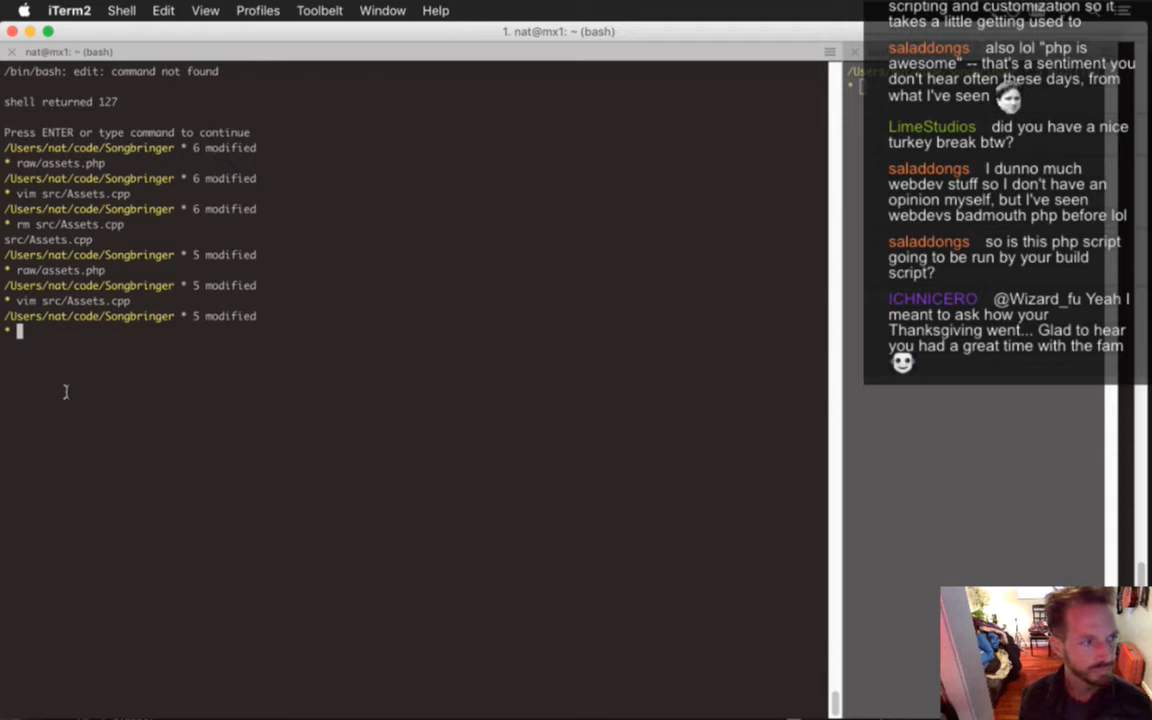 iTerm2 Shell Edit View Profiles Toolbelt Window Help
1. nat@mx1: ~ (bash)
nat@mx1: ~ (bash)
/bin/bash: edit: command not found
shell returned 127
Press ENTER or type command to continue
/Users/nat/code/Songbringer * 6 modified
* raw/assets.php
/Users/nat/code/Songbringer * 6 modified
* vim src/Assets.cpp
/Users/nat/code/Songbringer * 6 modified
* rm src/Assets.cpp
src/Assets.cpp
/Users/nat/code/Songbringer * 5 modified
* raw/assets.php
/Users/nat/code/Songbringer * 5 modified
* vim src/Assets.cpp
/Users/nat/code/Songbringer * 5 modified
*
*
scripting and customization so it
takes a little getting used to
saladdongs also lol "php is
awesome" -- that's a sentiment you
don't hear often these days, from
what I've seen
LimeStudios did you have a nice
turkey break btw?
saladdongs I dunno much
webdev stuff so I don't have an
opinion myself, but I've seen
webdevs badmouth php before lol
saladdongs so is this php script
going to be run by your build
script?
ICHNICERO @Wizard_fu Yeah I
meant to ask how your
Thanksgiving went... Glad to hear
you had a great time with the fam